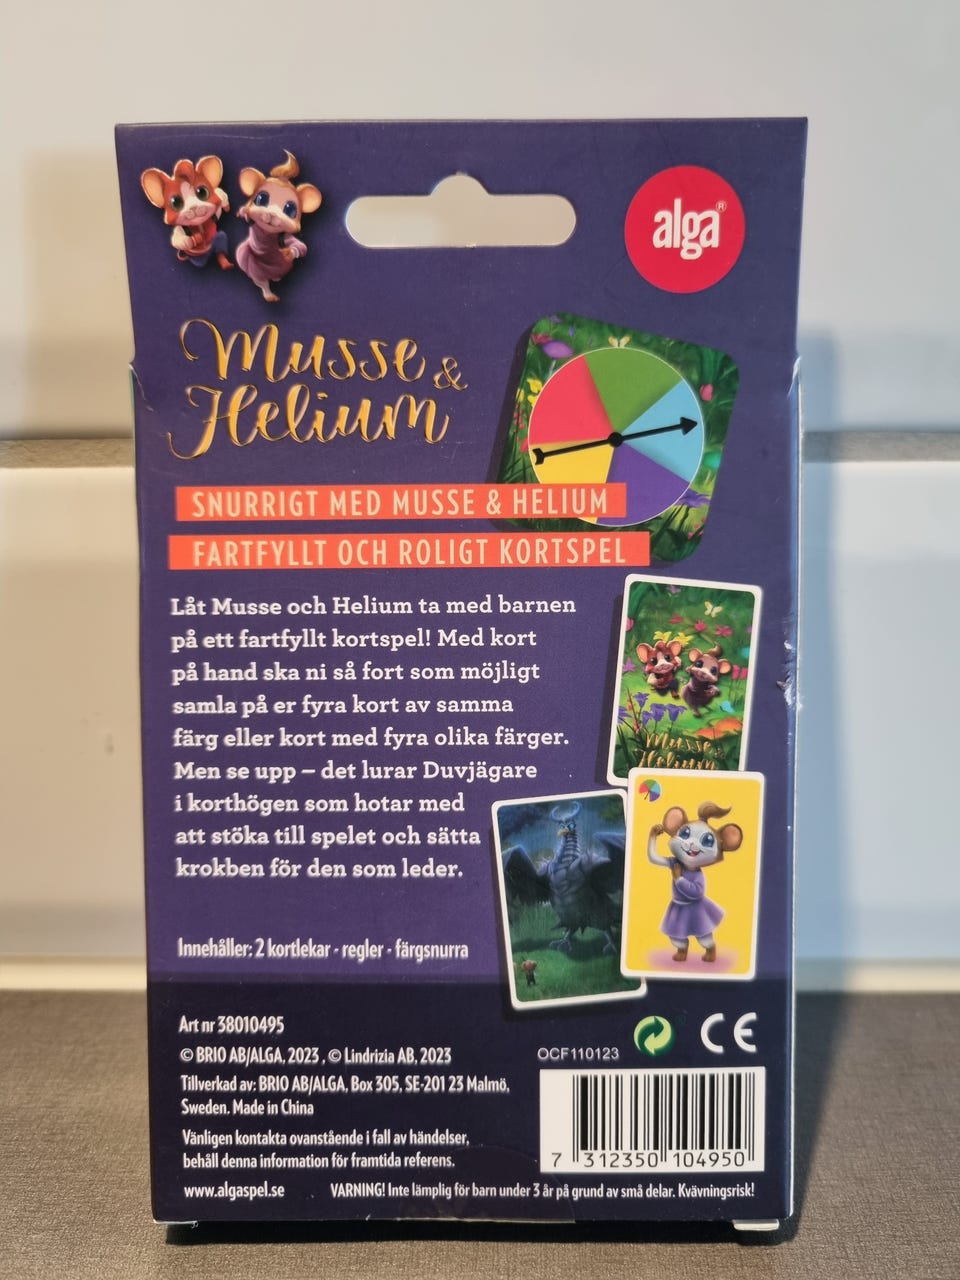 alga®
Musse &
Helium
SNURRIGT MED MUSSE & HELIUM
FARTFYLLT OCH ROLIGT KORTSPEL
Låt Musse och Helium ta med barnen
på ett fartfyllt kortspel! Med kort
på hand ska ni så fort som möjligt
samla på er fyra kort av samma
färg eller kort med fyra olika färger.
Men se upp – det lurar Duvjägare
i korthögen som hotar med
att stöka till spelet och sätta
krokben för den som leder.
Musse &
Helium
Innehåller: 2 kortlekar - regler - färgsnurra
Art nr 38010495
© BRIO AB/ALGA, 2023 , © Lindrizia AB, 2023
OCF110123
CE
Tillverkad av: BRIO AB/ALGA, Box 305, SE-201 23 Malmö,
Sweden. Made in China
Vänligen kontakta ovanstående i fall av händelser,
behåll denna information för framtida referens.
7 312350 104950
www.algaspel.se
VARNING! Inte lämplig för barn under 3 år på grund av små delar. Kvävningsrisk!